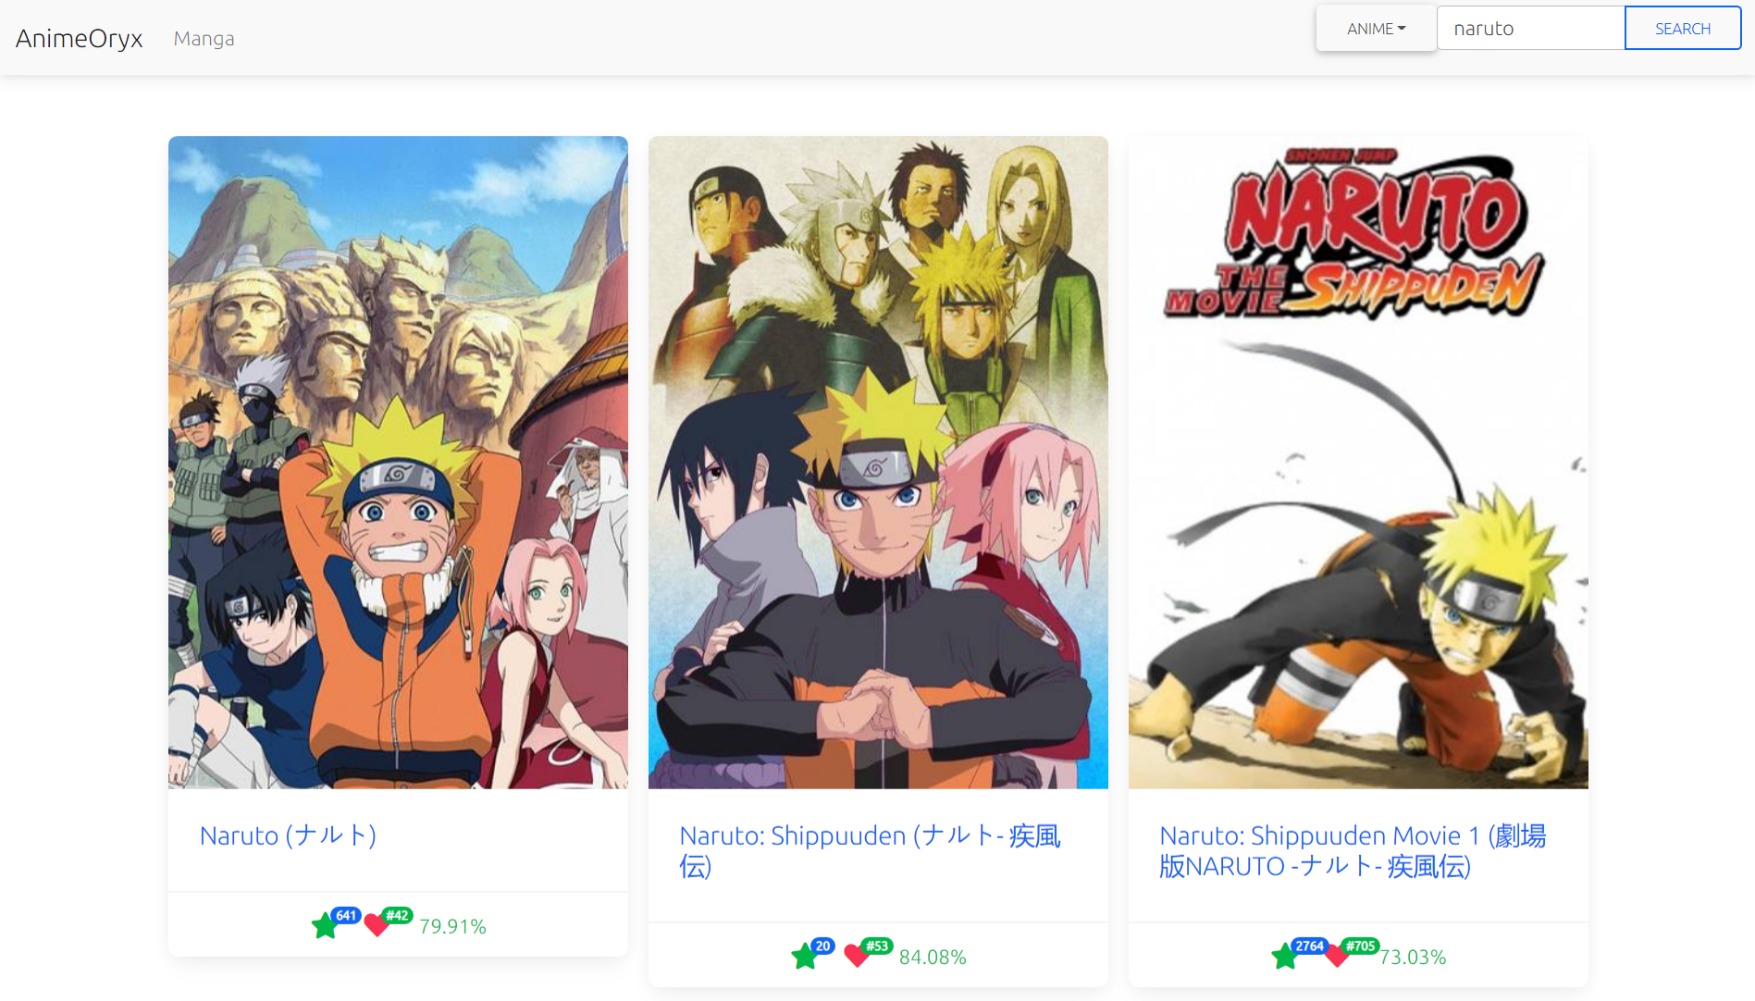 AnimeOryx
Manga
ANIME
naruto
SEARCH
SHONEN JUMP
NARUTO
THE
MOVIE
SHIPPUDEN
Naruto (ナルト)
641
#42
79.91%
Naruto: Shippuuden (ナルト- 疾風
伝)
20
#53
84.08%
Naruto: Shippuuden Movie 1 (劇場
版NARUTO -ナルト- 疾風伝)
2764
#705
73.03%